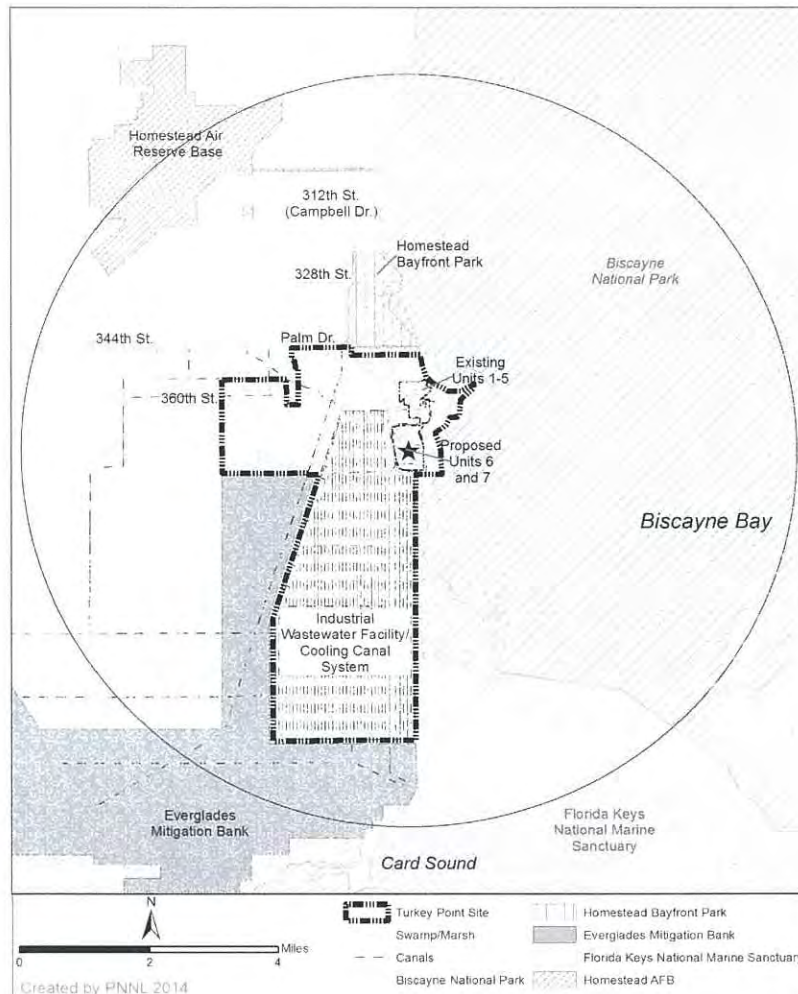 Homestead Air
Reserve Base
312th St.
(Campbell Dr.)
Homestead
Bayfront Park
328th St.
Biscayne
National Park
Palm Dr.
344th St.
Existing
Units 1-5
360th St.
Proposed
Units 6
and 7
Biscayne Bay
Industrial
Wastewater Facility/
Cooling Canal
System
Everglades
Mitigation Bank
Florida Keys
National Marine
Sanctuary
Card Sound
N
Miles
0 2 4
Created by PNNL 2014
Turkey Point Site
Swamp/Marsh
Canals
Biscayne National Park
Homestead Bayfront Park
Everglades Mitigation Bank
Florida Keys National Marine Sanctuary
Homestead AFB